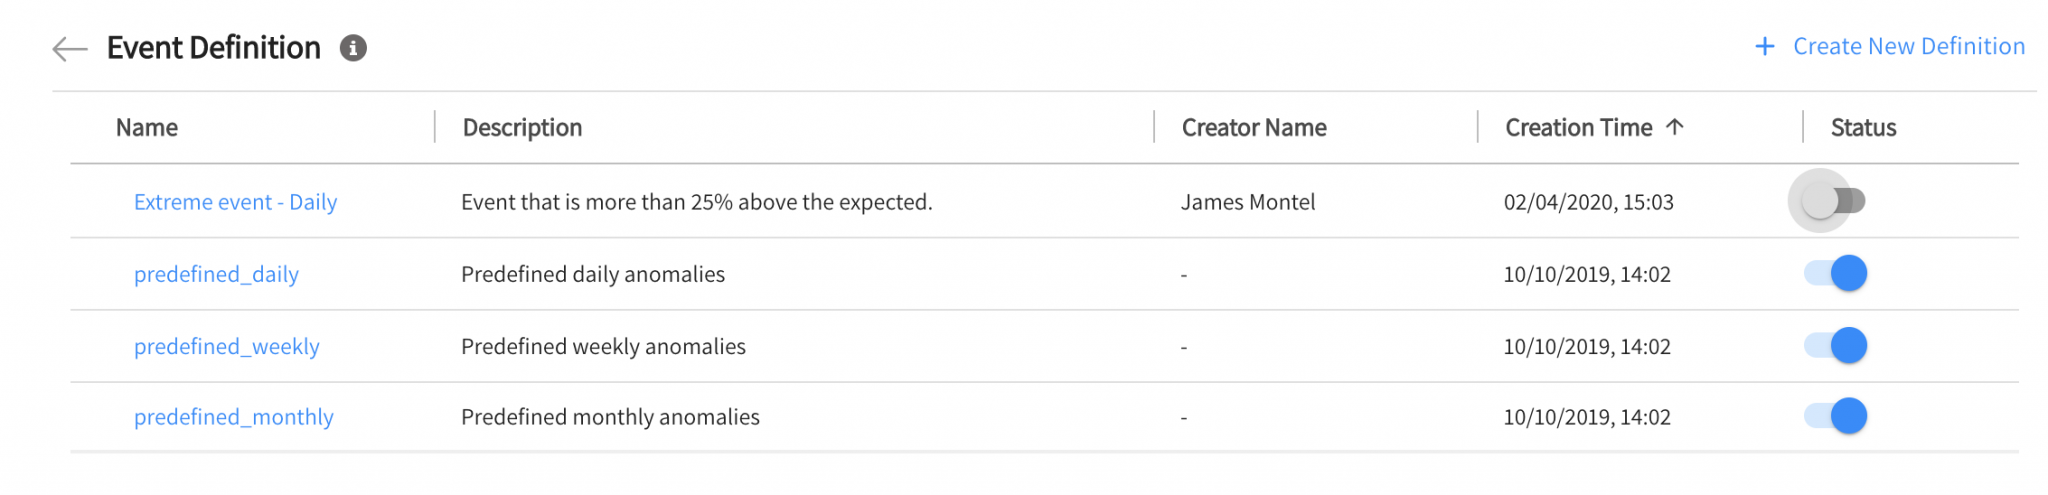 Event Definition
+ Create New Definition
Name Description Creator Name Creation Time ↑ Status
Extreme event - Daily Event that is more than 25% above the expected. James Montel 02/04/2020, 15:03
predefined_daily Predefined daily anomalies - 10/10/2019, 14:02
predefined_weekly Predefined weekly anomalies - 10/10/2019, 14:02
predefined_monthly Predefined monthly anomalies - 10/10/2019, 14:02